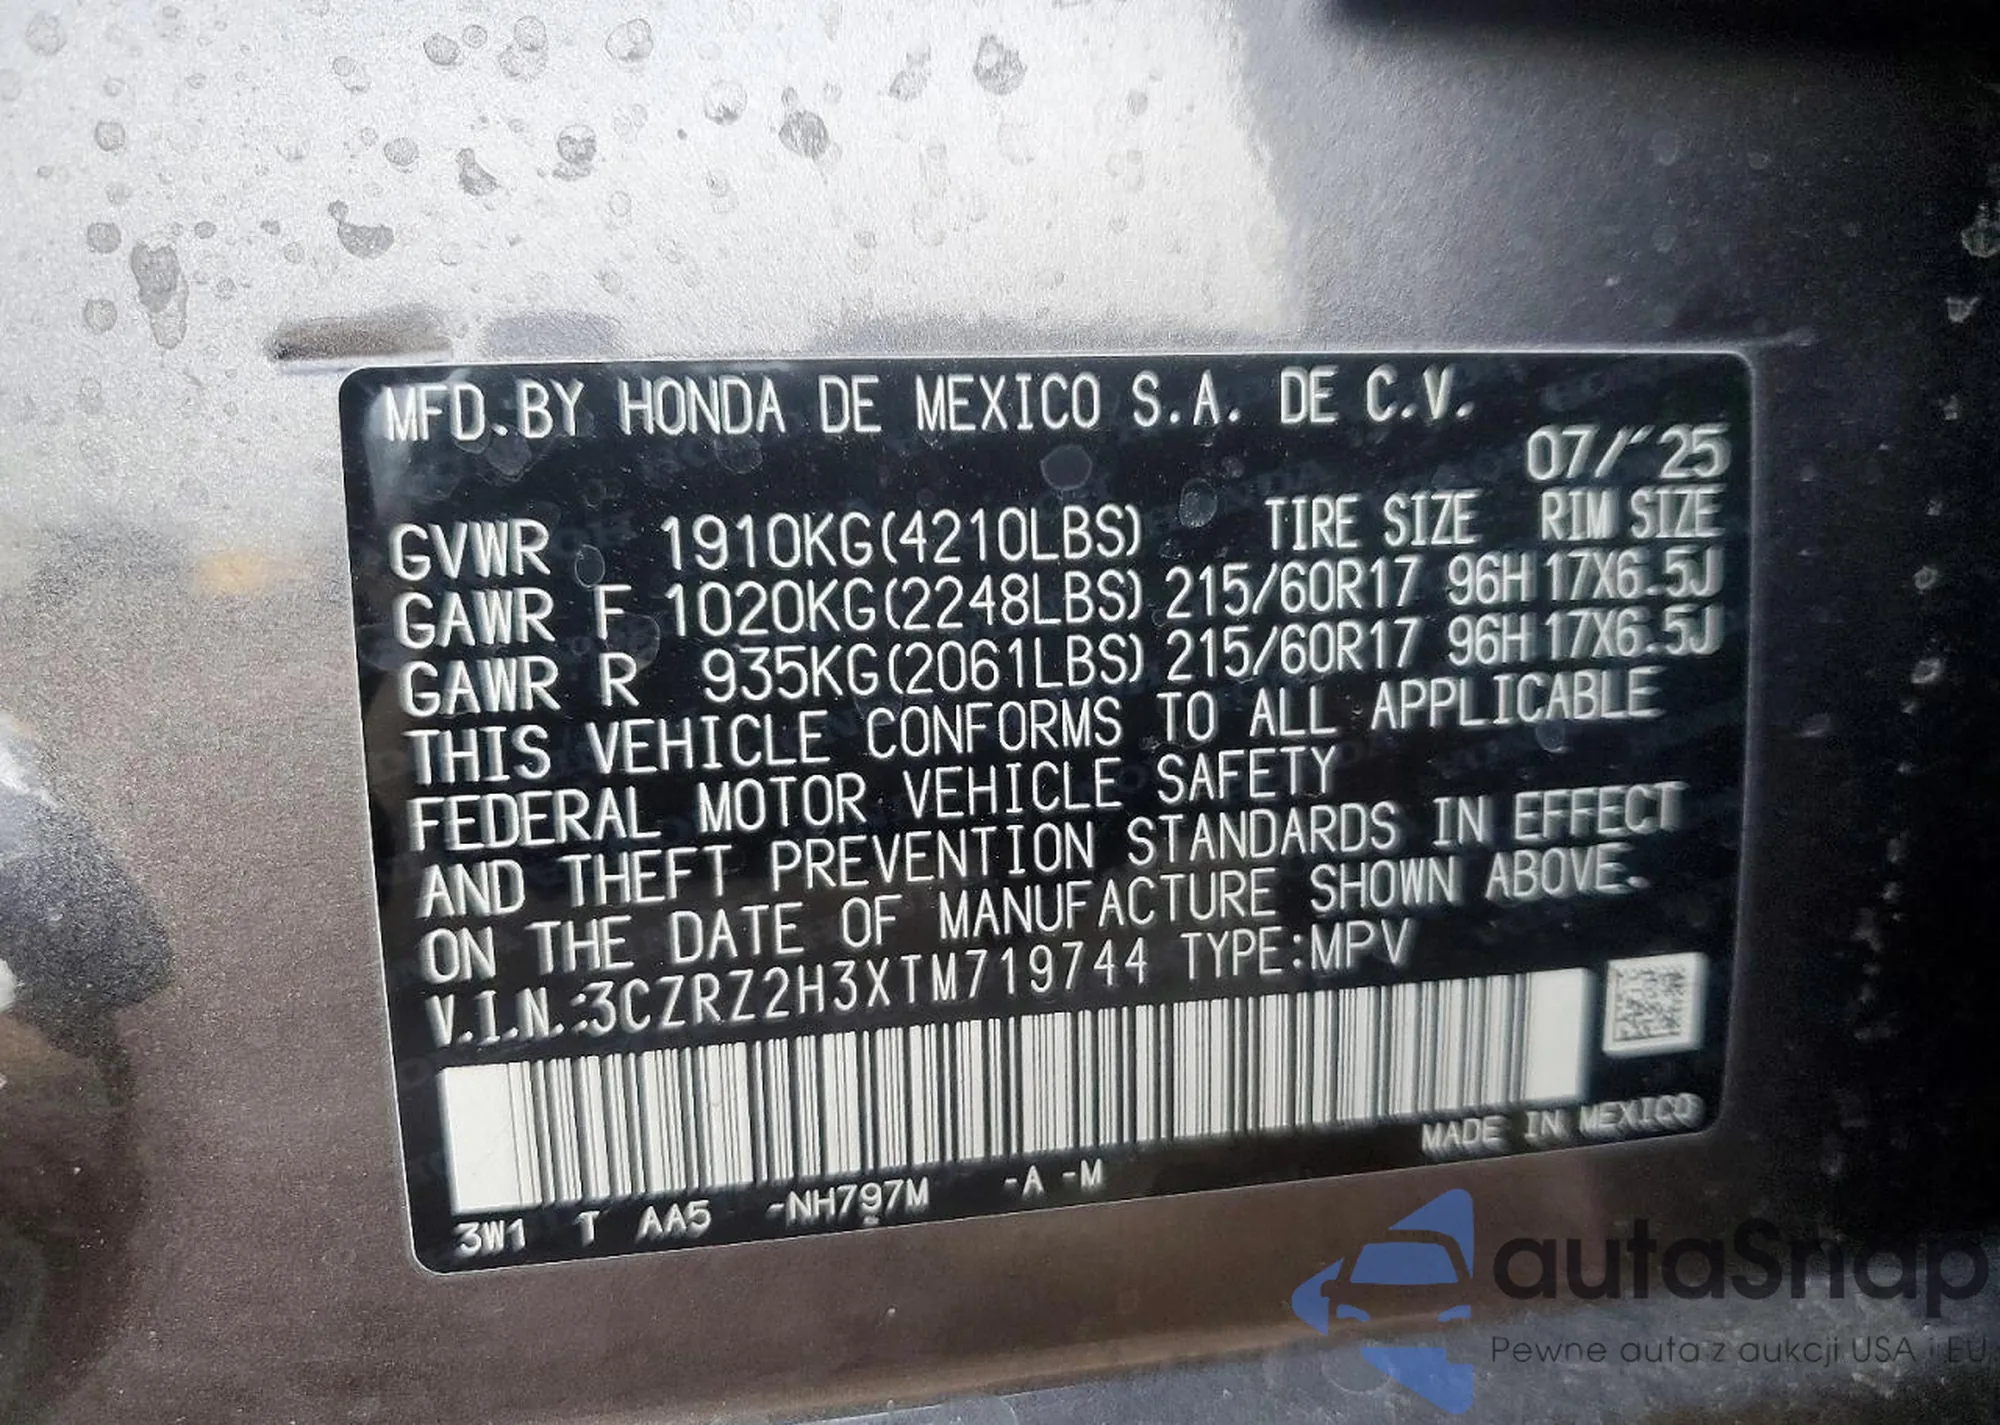 MFD.BY HONDA DE MEXICO S.A. DE C.V.
07/ 25
GVWR 1910KG(4210LBS) TIRE SIZE RIM SIZE
GAWR F 1020KG(2248LBS) 215/60R17 96H 17X6.5J
GAWR R 935KG(2061LBS) 215/60R17 96H 17X6.5J
THIS VEHICLE CONFORMS TO ALL APPLICABLE
FEDERAL MOTOR VEHICLE SAFETY
AND THEFT PREVENTION STANDARDS IN EFFECT
ON THE DATE OF MANUFACTURE SHOWN ABOVE.
V.I.N.:3CZRZ2H3XTM719744 TYPE:MPV
MADE IN MEXICO
3W1 T AA5 -NH797M -A -M
autaSnap
Pewne auta z aukcji USA i EU